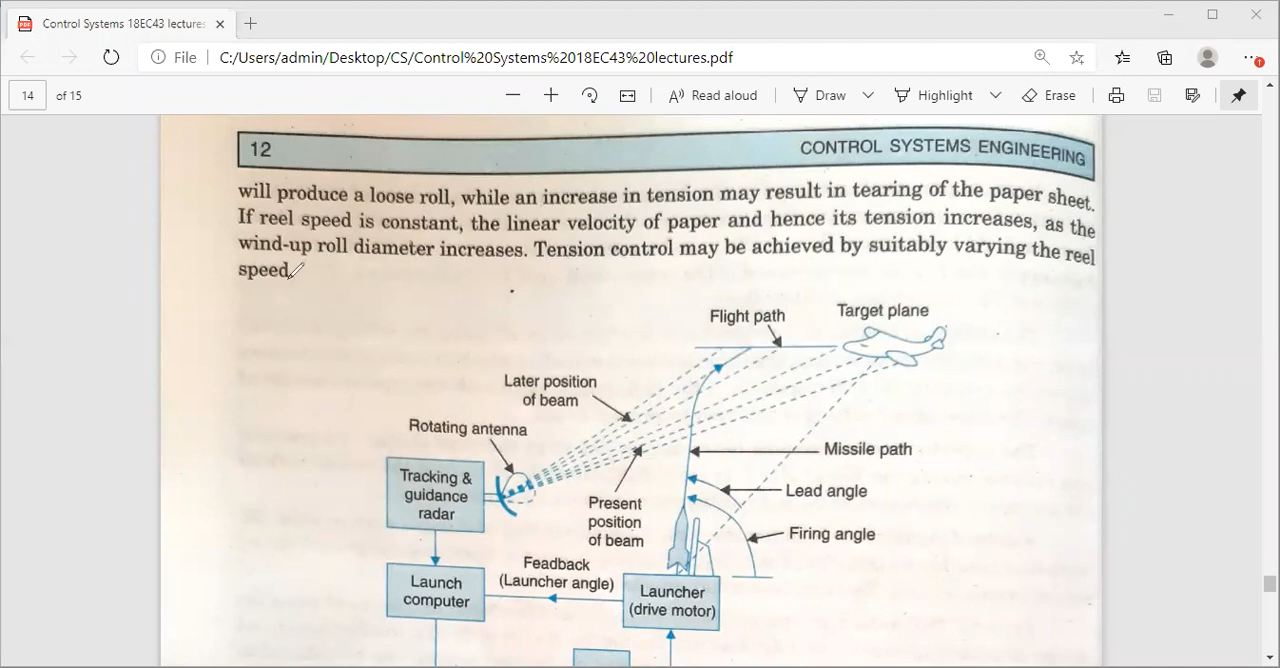 Control Systems 18EC43 lectures
File
C:/Users/admin/Desktop/CS/Control%20Systems%2018EC43%20lectures.pdf
14 of 15
Read aloud
Draw
Highlight
Erase
12
CONTROL SYSTEMS ENGINEERING
will produce a loose roll, while an increase in tension may result in tearing of the paper sheet.
If reel speed is constant, the linear velocity of paper and hence its tension increases, as the
wind-up roll diameter increases. Tension control may be achieved by suitably varying the reel
speed.
Flight path
Target plane
Later position
of beam
Rotating antenna
Missile path
Tracking &
guidance
radar
Lead angle
Present
position
of beam
Firing angle
Feadback
(Launcher angle)
Launch
computer
Launcher
(drive motor)